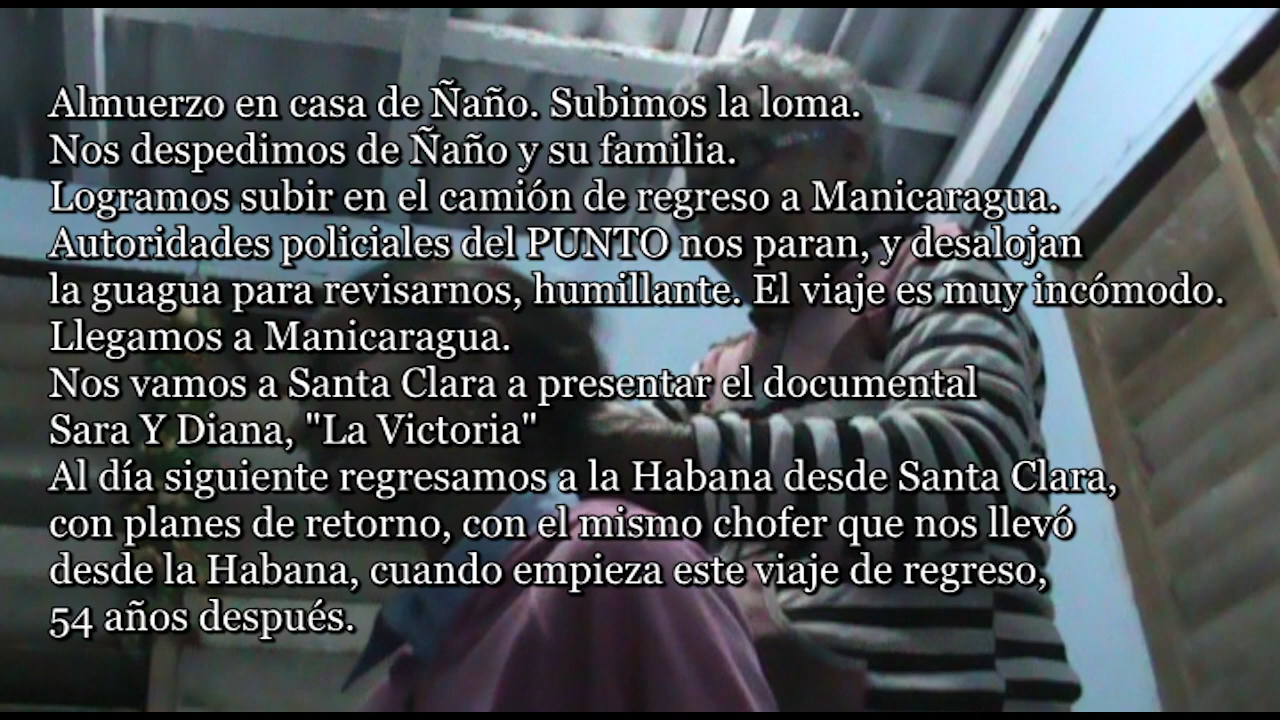 Almuerzo en casa de Ñaño. Subimos la loma.
Nos despedimos de Ñaño y su familia.
Logramos subir en el camión de regreso a Manicaragua.
Autoridades policiales del PUNTO nos paran, y desalojan
la guagua para revisarnos, humillante. El viaje es muy incómodo.
Llegamos a Manicaragua.
Nos vamos a Santa Clara a presentar el documental
Sara Y Diana, "La Victoria"
Al día siguiente regresamos a la Habana desde Santa Clara,
con planes de retorno, con el mismo chofer que nos llevó
desde la Habana, cuando empieza este viaje de regreso,
54 años después.